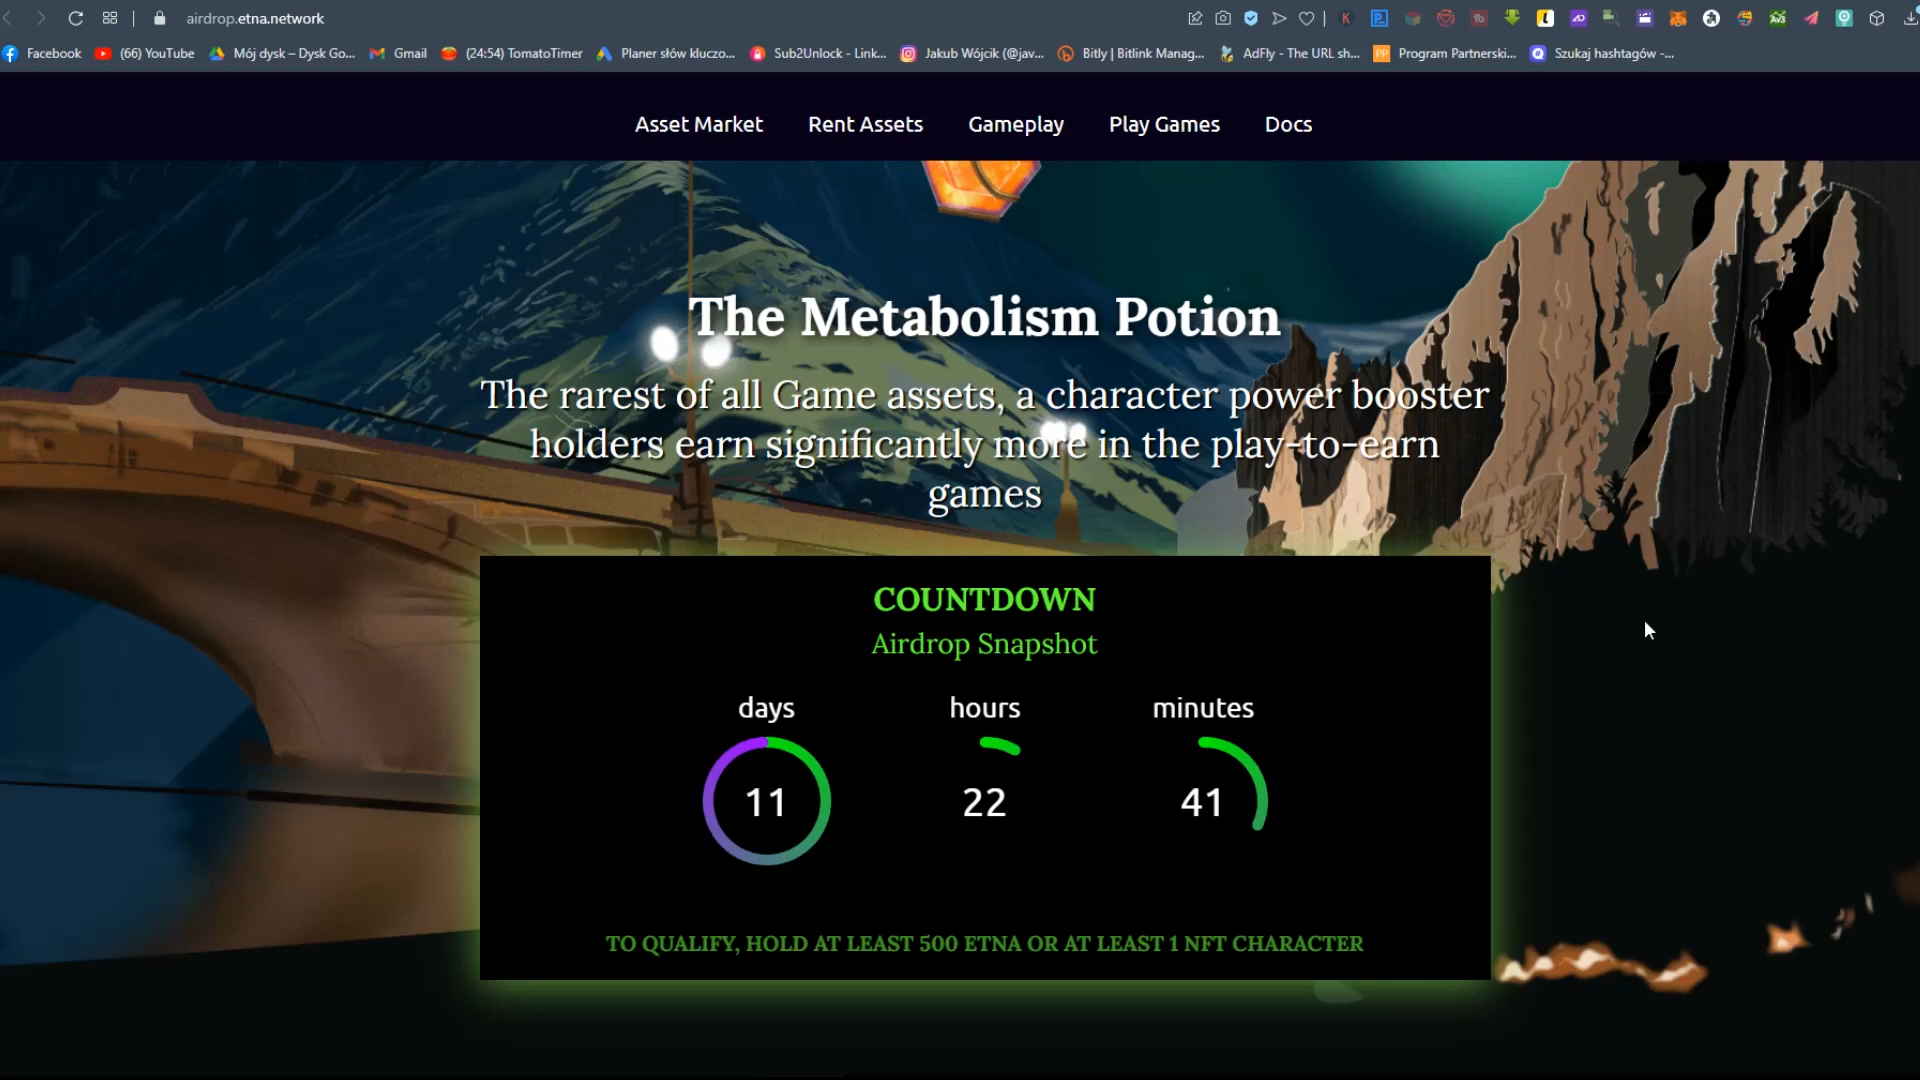 airdrop.etna.network
Facebook
(66) YouTube
Mój dysk – Dysk Go...
Gmail
(24:54) TomatoTimer
Planer słów kluczo...
Sub2Unlock - Link...
Jakub Wójcik (@jav...
Bitly | Bitlink Manag...
AdFly - The URL sh...
Program Partnerski...
Szukaj hashtagów -...
Asset Market
Rent Assets
Gameplay
Play Games
Docs
The Metabolism Potion
The rarest of all Game assets, a character power booster
holders earn significantly more in the play-to-earn
games
COUNTDOWN
Airdrop Snapshot
days
hours
minutes
11
22
41
TO QUALIFY, HOLD AT LEAST 500 ETNA OR AT LEAST 1 NFT CHARACTER